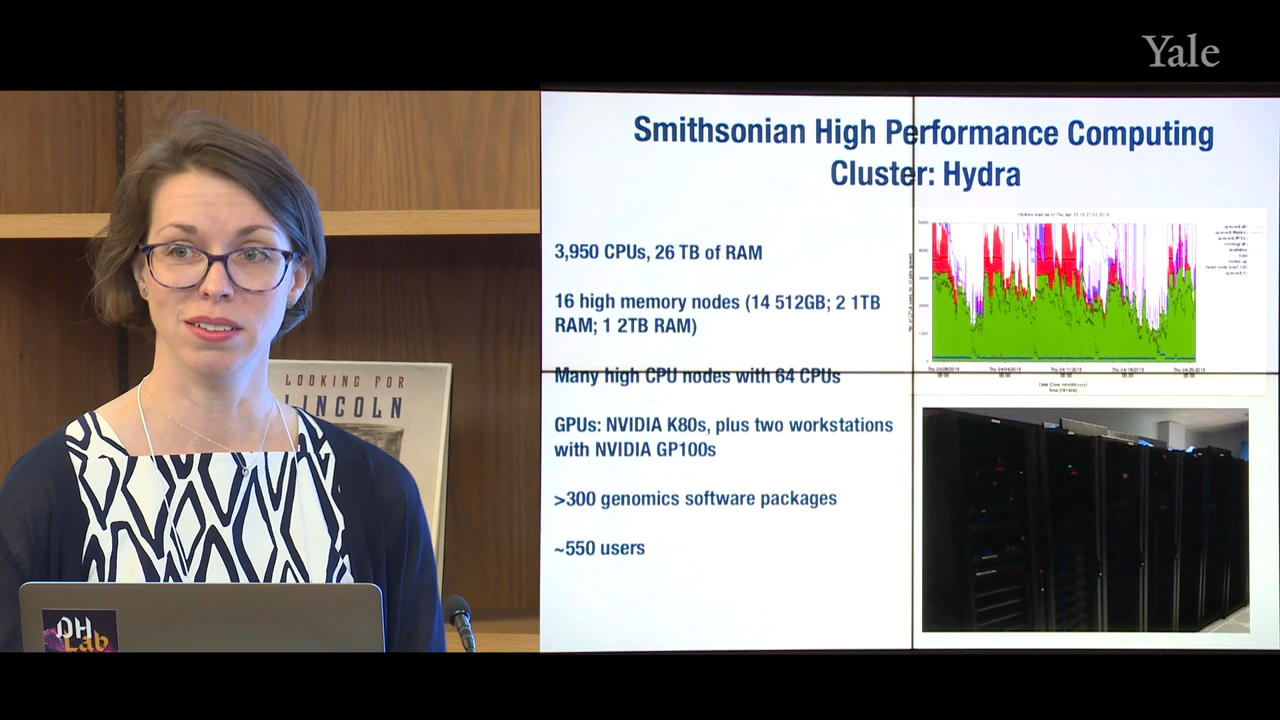 Yale
Smithsonian High Performance Computing
Cluster: Hydra
3,950 CPUs, 26 TB of RAM
16 high memory nodes (14 512GB; 2 1TB
RAM; 1 2TB RAM)
Many high CPU nodes with 64 CPUs
GPUs: NVIDIA K80s, plus two workstations
with NVIDIA GP100s
>300 genomics software packages
~550 users
LOOKING FOR
LINCOLN
DH
Lab